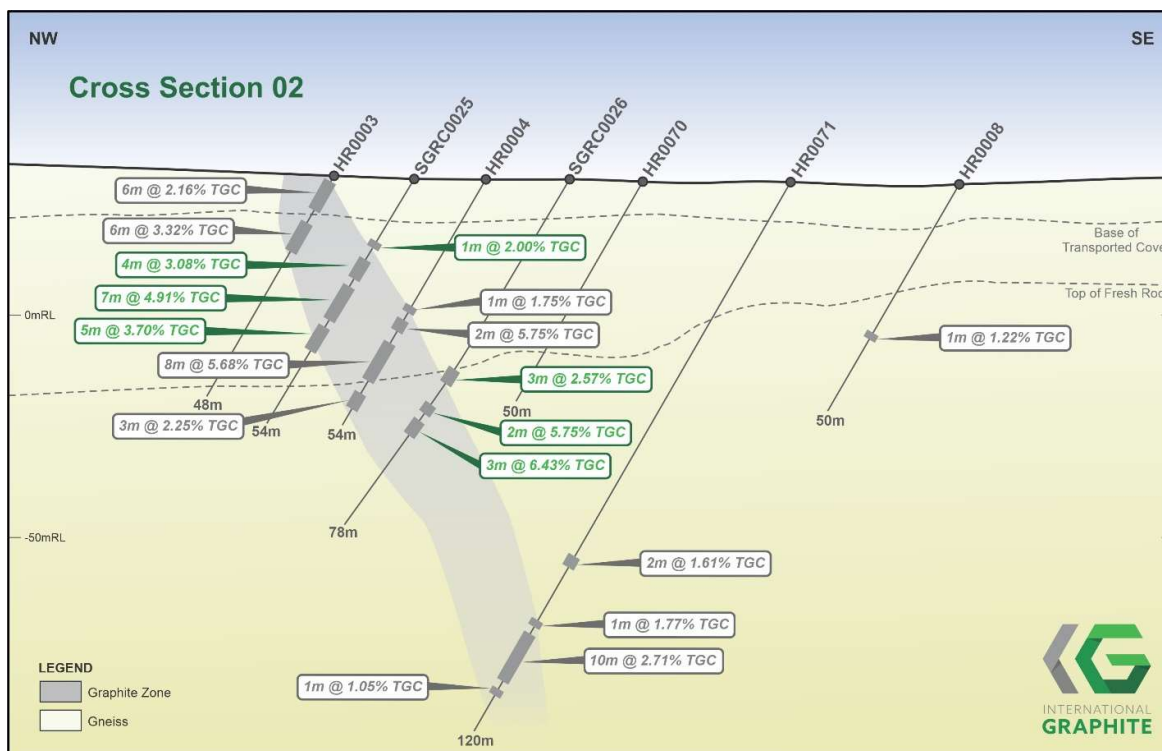 NW
SE
Cross Section 02
HR0003
SGRC0025
HR0004
SGRC0026
HR0070
HR0071
HR0008
6m @ 2.16% TGC
6m @ 3.32% TGC
4m @ 3.08% TGC
7m @ 4.91% TGC
5m @ 3.70% TGC
8m @ 5.68% TGC
3m @ 2.25% TGC
1m @ 2.00% TGC
1m @ 1.75% TGC
2m @ 5.75% TGC
3m @ 2.57% TGC
2m @ 5.75% TGC
3m @ 6.43% TGC
1m @ 1.22% TGC
Base of
Transported Cove
Top of Fresh Roc
0mRL
-50mRL
48m
54m
54m
50m
50m
78m
2m @ 1.61% TGC
1m @ 1.77% TGC
10m @ 2.71% TGC
1m @ 1.05% TGC
120m
LEGEND
Graphite Zone
Gneiss
INTERNATIONAL
GRAPHITE